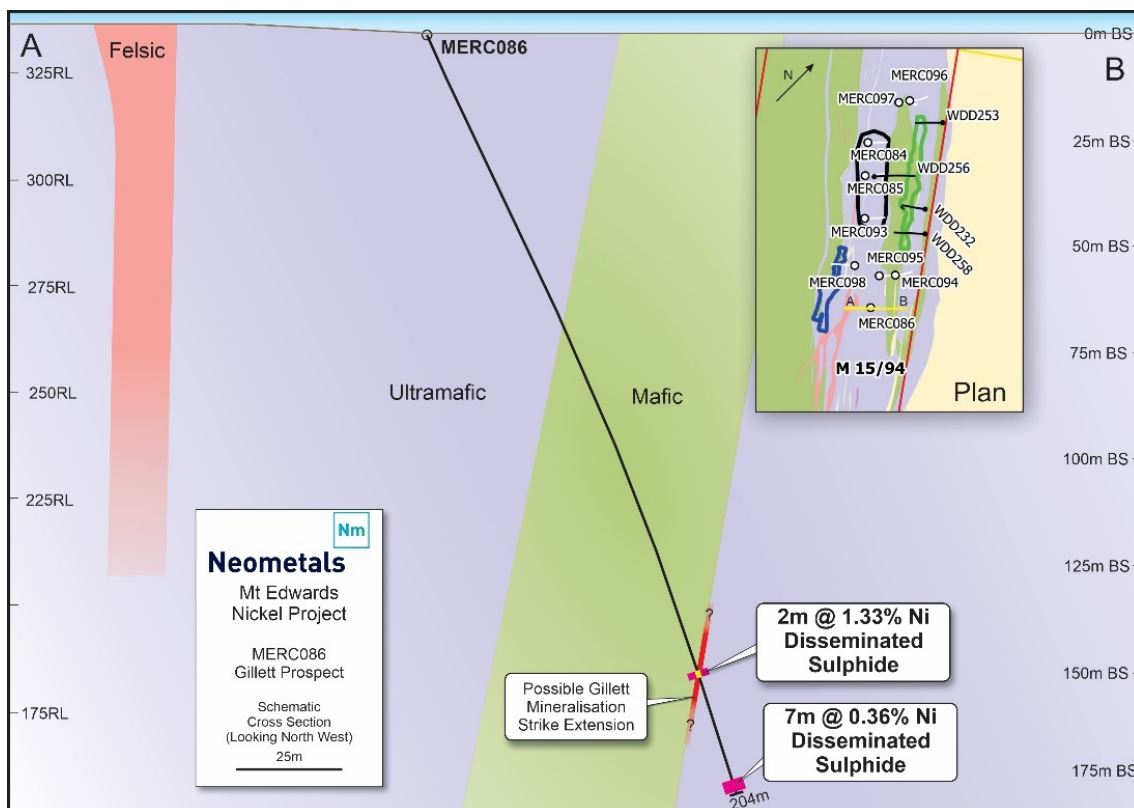 A
Felsic
MERC086
0m BS
B
325RL
300RL
275RL
250RL
225RL
175RL
25m BS
50m BS
75m BS
100m BS
125m BS
150m BS
175m BS
N
MERC096
MERC097
WDD253
MERC084
WDD256
MERC085
WDD232
MERC093
WDD258
MERC095
MERC098
MERC094
A
B
MERC086
M 15/94
Plan
Ultramafic
Mafic
Nm
Neometals
Mt Edwards
Nickel Project
MERC086
Gillett Prospect
Schematic
Cross Section
(Looking North West)
25m
?
2m @ 1.33% Ni
Disseminated
Sulphide
Possible Gillett
Mineralisation
Strike Extension
?
7m @ 0.36% Ni
Disseminated
Sulphide
204m